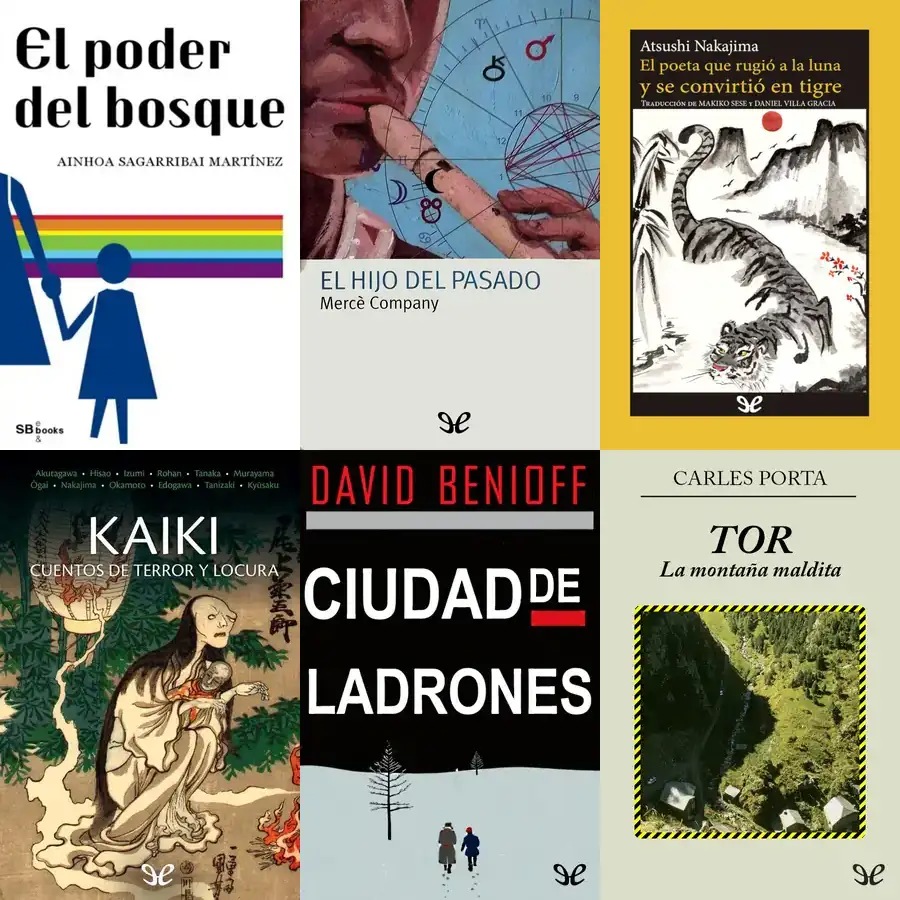 El poder
del bosque
AINHOA SAGARRIBAI MARTÍNEZ
SB e books
&
EL HIJO DEL PASADO
Mercè Company
Atsushi Nakajima
El poeta que rugió a la luna
y se convirtió en tigre
TRADUCCIÓN DE MAKIKO SESE Y DANIEL VILLA GRACIA
Akutagawa • Hisao • Izumi • Rohan • Tanaka • Murayama
Ōgai • Nakajima • Okamoto • Edogawa • Tanizaki • Kyūsaku
KAIKI
CUENTOS DE TERROR Y LOCURA
DAVID BENIOFF
CIUDAD DE
LADRONES
CARLES PORTA
TOR
La montaña maldita